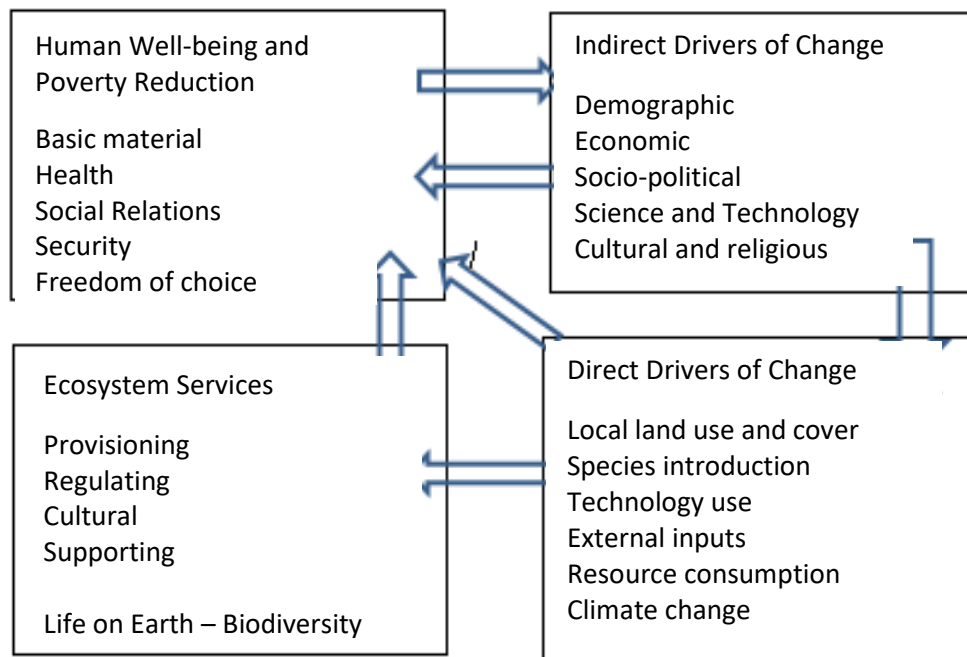 Human Well-being and
Poverty Reduction
Basic material
Health
Social Relations
Security
Freedom of choice
Indirect Drivers of Change
Demographic
Economic
Socio-political
Science and Technology
Cultural and religious
Ecosystem Services
Provisioning
Regulating
Cultural
Supporting
Life on Earth – Biodiversity
Direct Drivers of Change
Local land use and cover
Species introduction
Technology use
External inputs
Resource consumption
Climate change